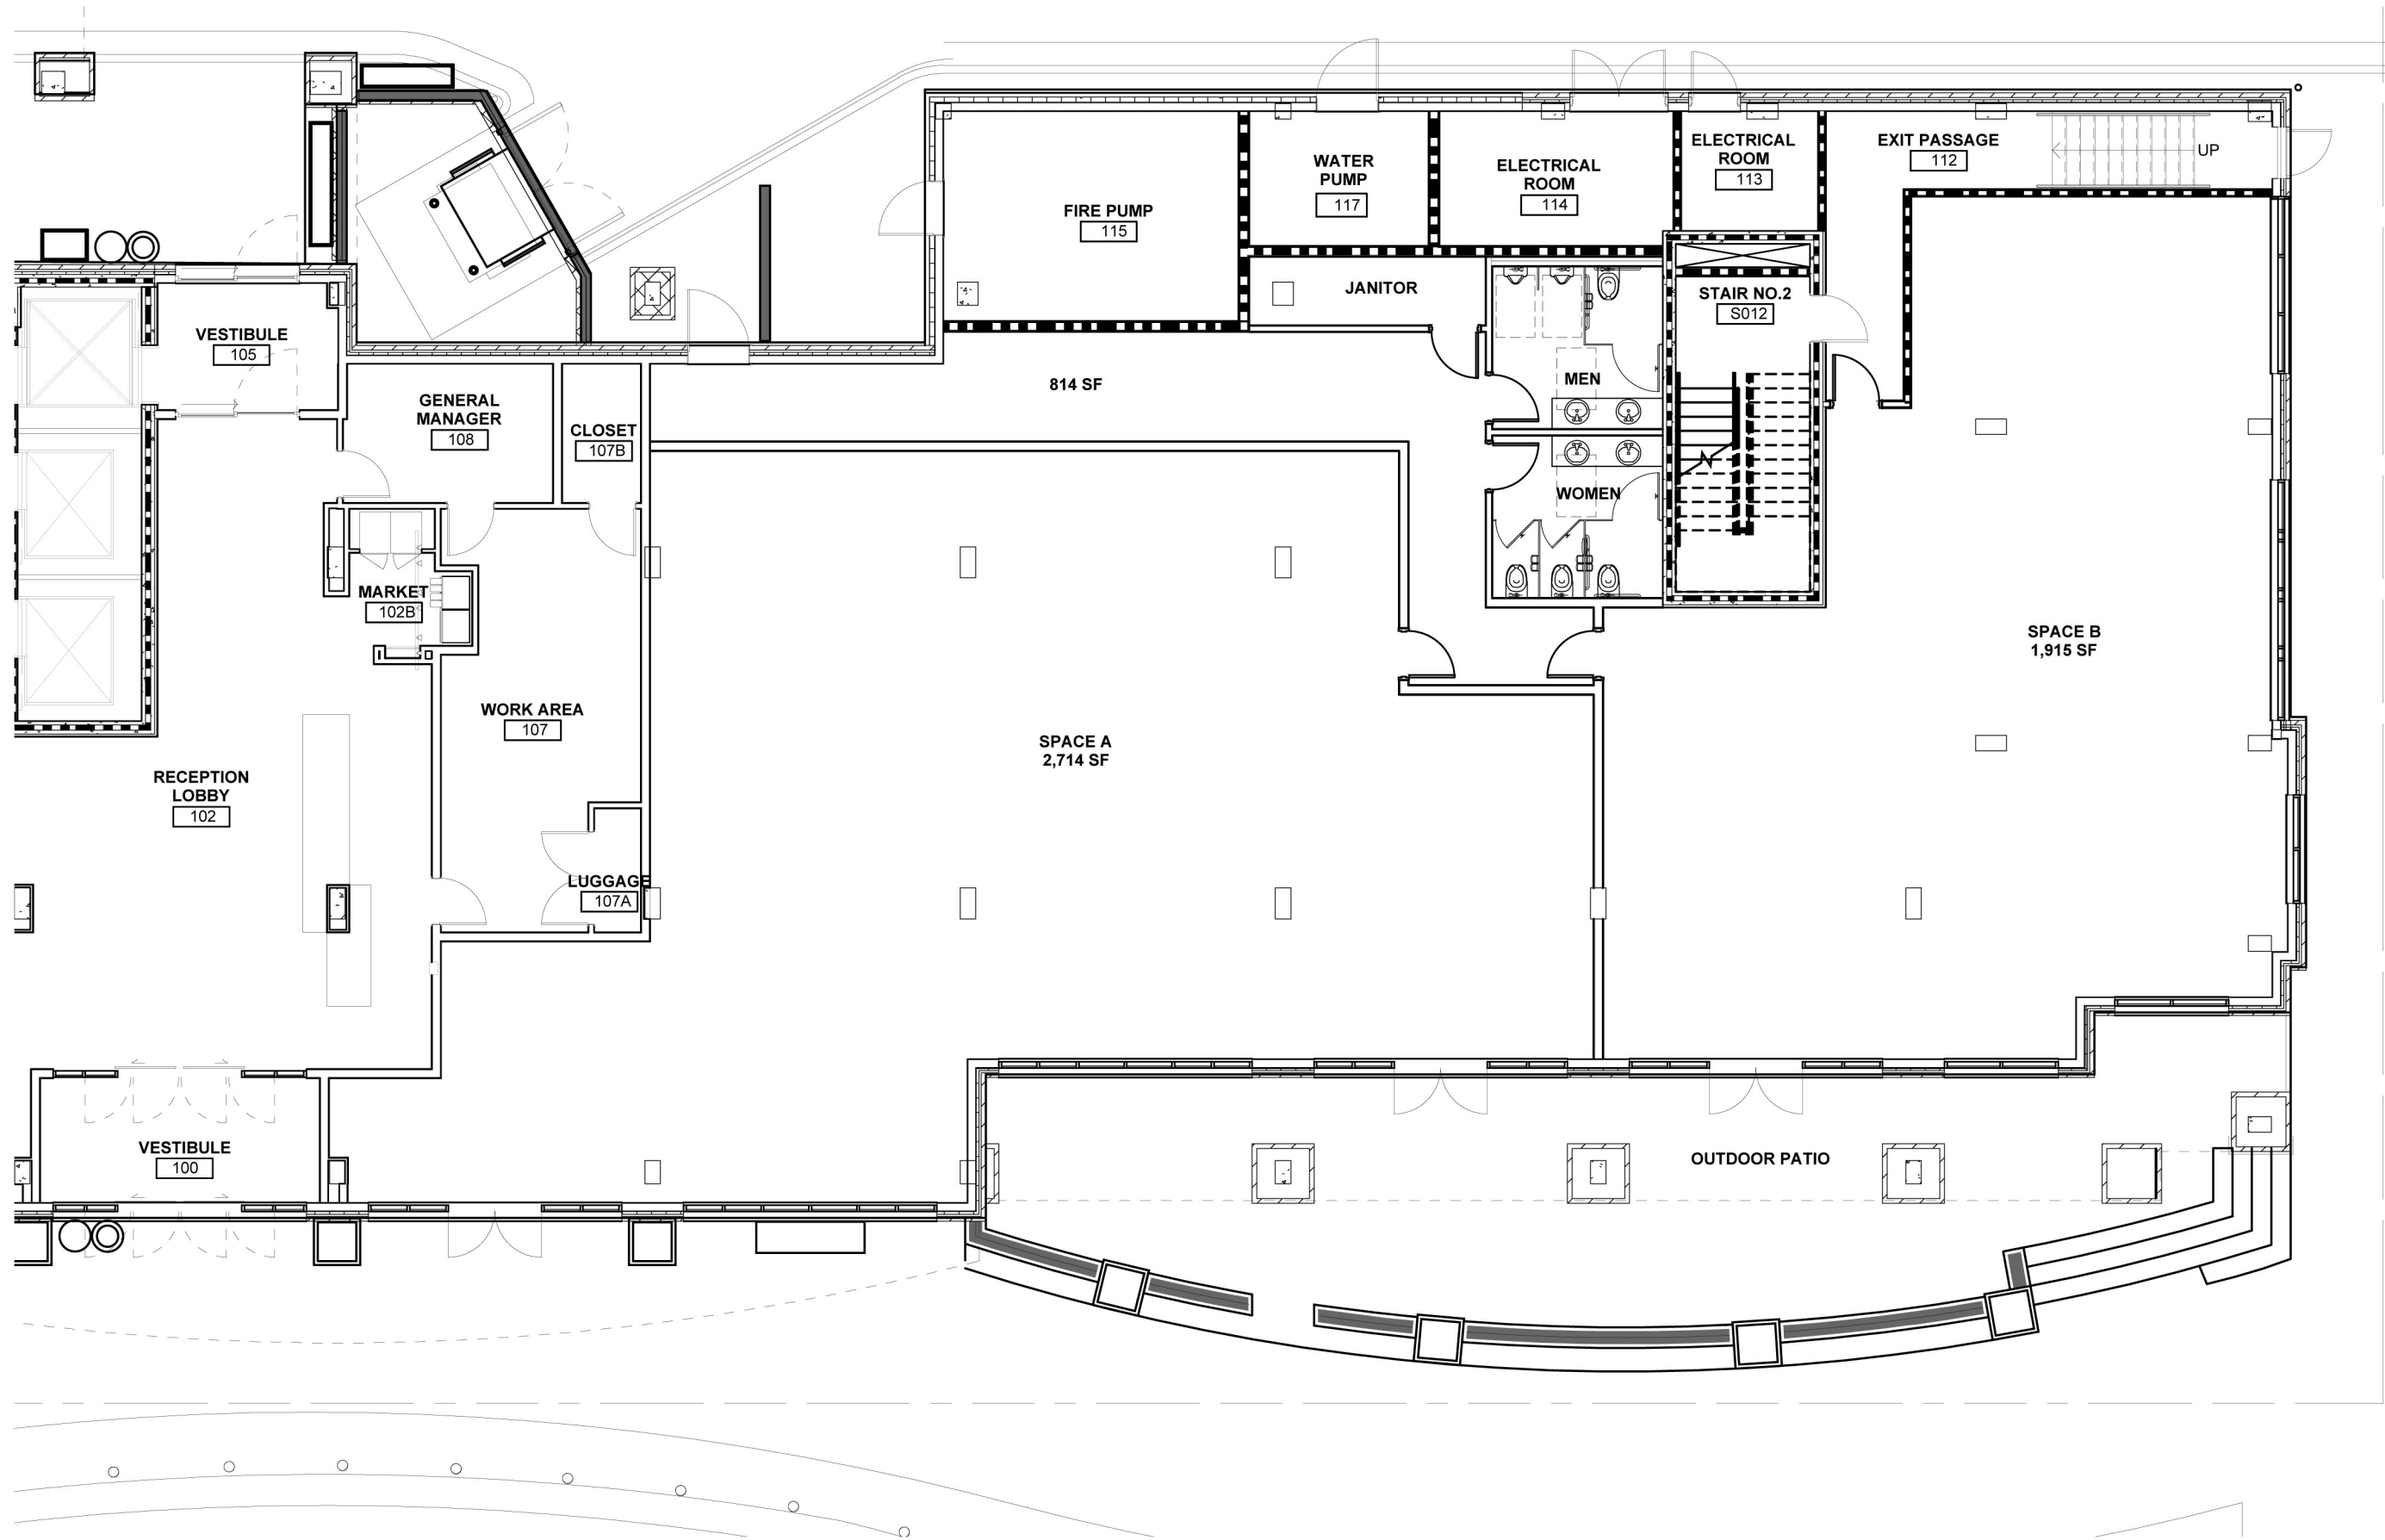 ELECTRICAL
ROOM
113
EXIT PASSAGE
112
UP
WATER
PUMP
117
ELECTRICAL
ROOM
114
FIRE PUMP
115
JANITOR
STAIR NO.2
S012
VESTIBULE
105
MEN
814 SF
GENERAL
MANAGER
108
CLOSET
107B
WOMEN
MARKET
102B
SPACE B
1,915 SF
WORK AREA
107
SPACE A
2,714 SF
RECEPTION
LOBBY
102
LUGGAGE
107A
VESTIBULE
100
OUTDOOR PATIO